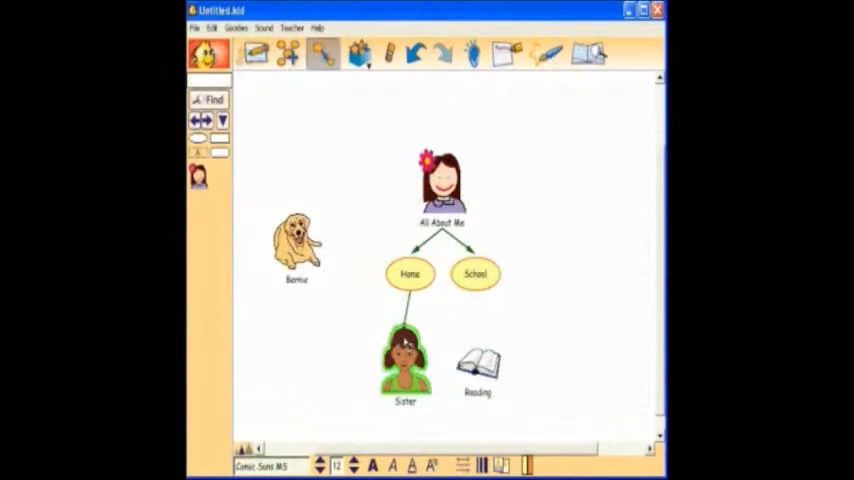 Untitled.kid
File Edit Goodies Sound Teacher Help
Find
A
All About Me
Home
School
Bernie
Sister
Reading
Comic Sans MS
12 A A A A